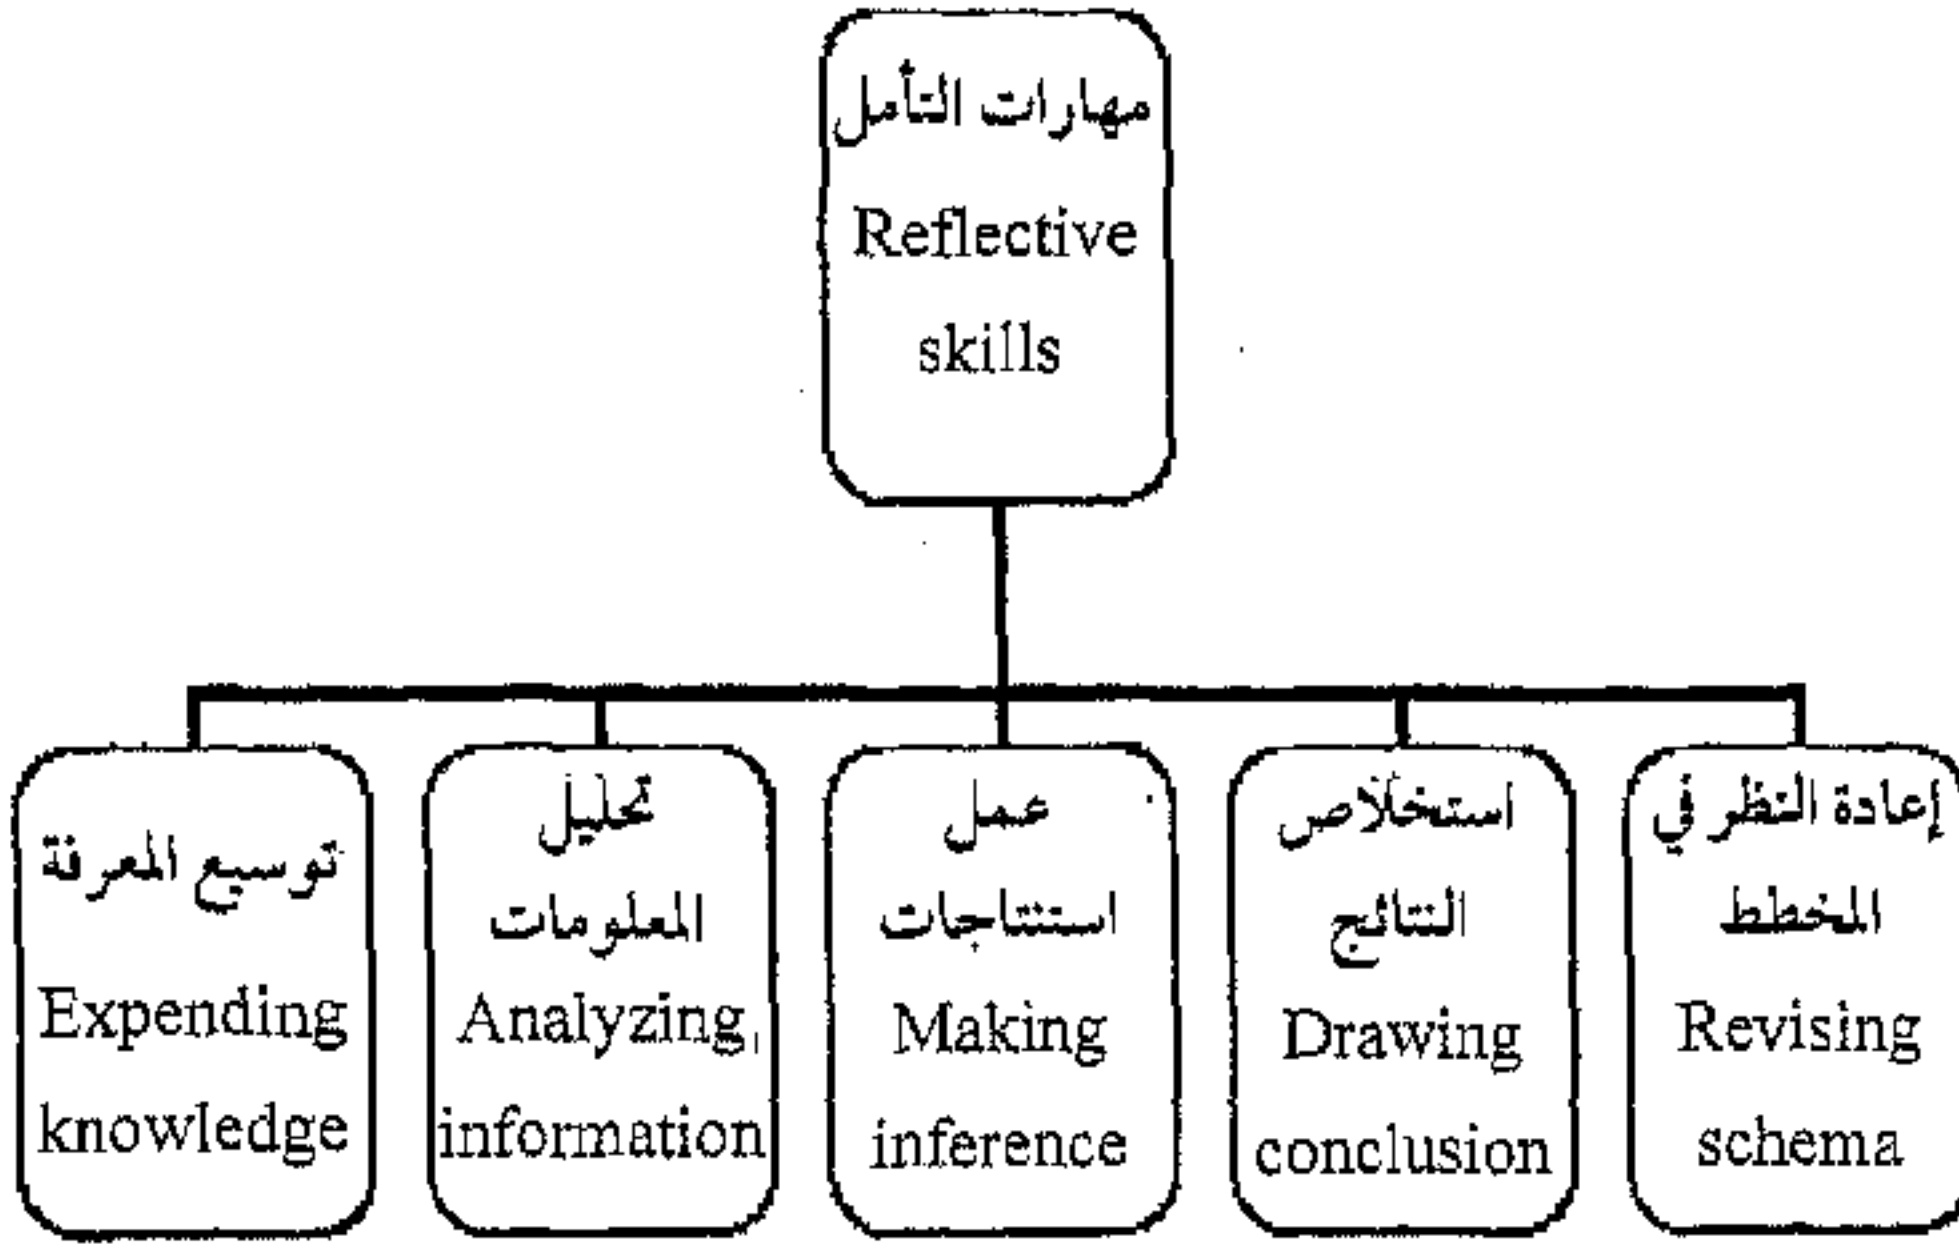 مهارات التأمل
Reflective
skills
توسيع المعرفة
Expending
knowledge
تحليل
المعلومات
Analyzing
information
عمل
استنتاجات
Making
inference
استخلاص
النتائج
Drawing
conclusion
إعادة النظر في
المخطط
Revising
schema